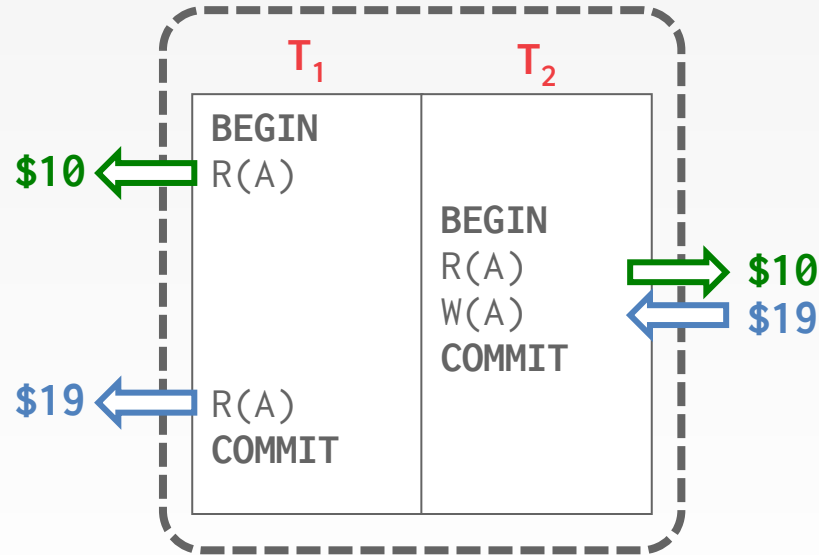 T1 T2
BEGIN
$10 R(A)
BEGIN
R(A) $10
W(A) $19
COMMIT
$19 R(A)
COMMIT